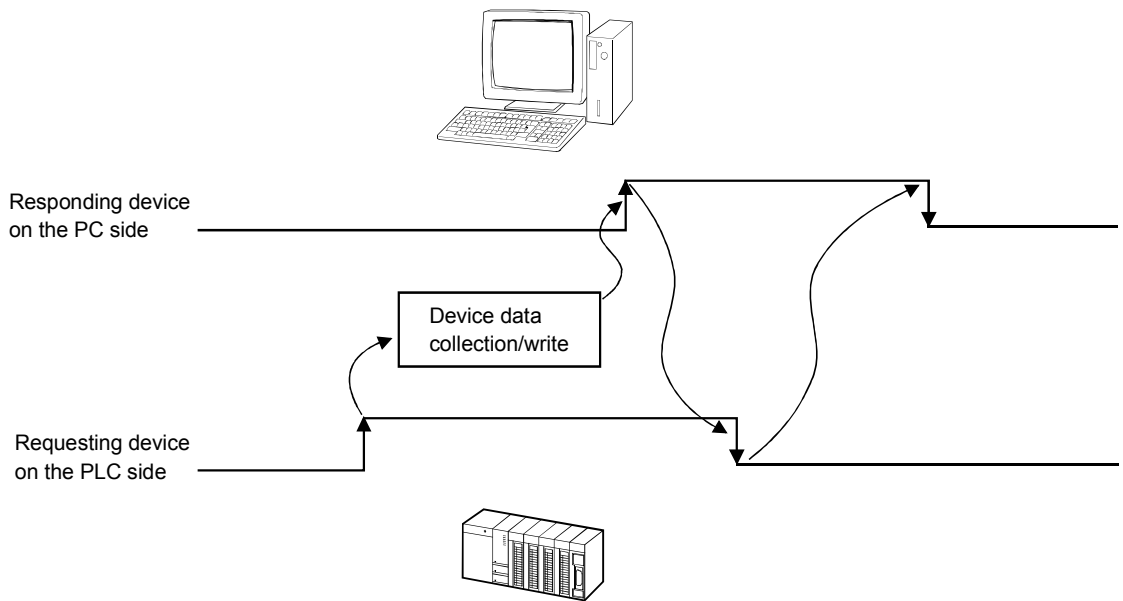 Responding device
on the PC side
Device data
collection/write
Requesting device
on the PLC side